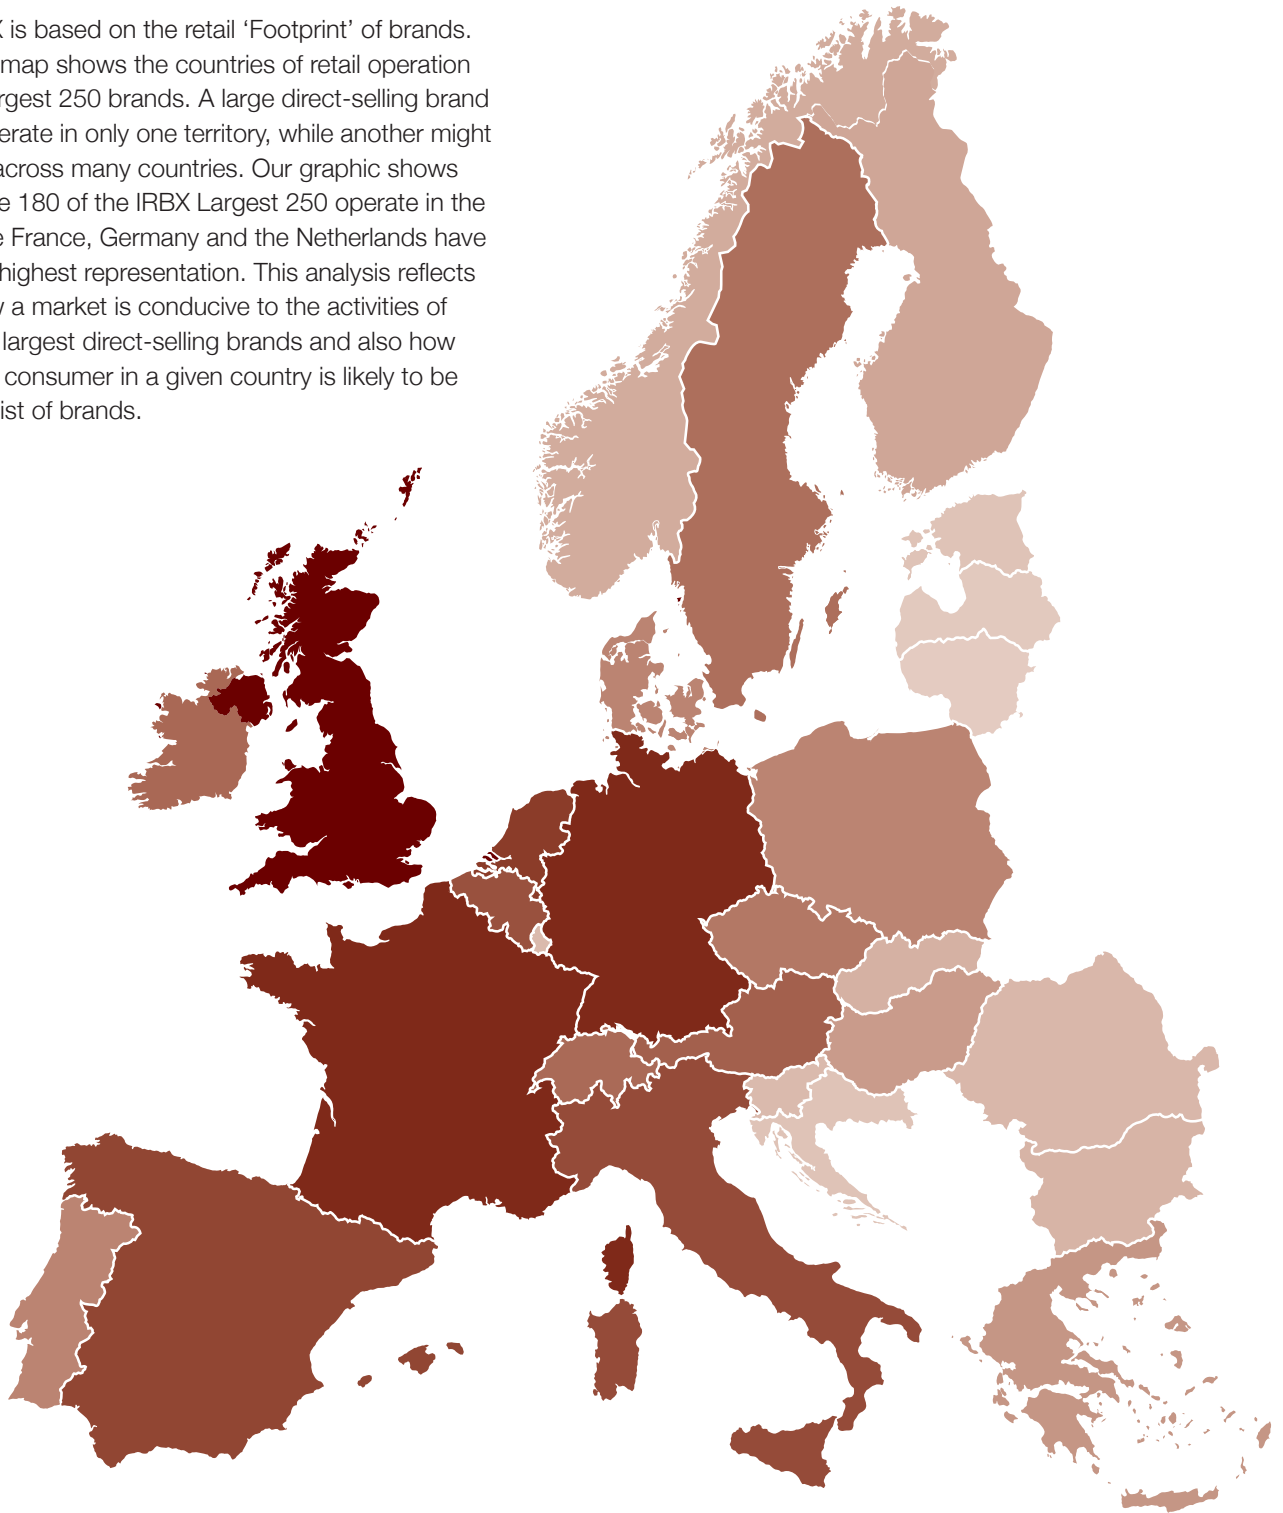 is based on the retail ‘Footprint’ of brands.
map shows the countries of retail operation
250 brands. A large direct-selling brand
in only one territory, while another might
across many countries. Our graphic shows
180 of the IRBX Largest 250 operate in the
France, Germany and the Netherlands have
highest representation. This analysis reflects
a market is conducive to the activities of
largest direct-selling brands and also how
consumer in a given country is likely to be
of brands.